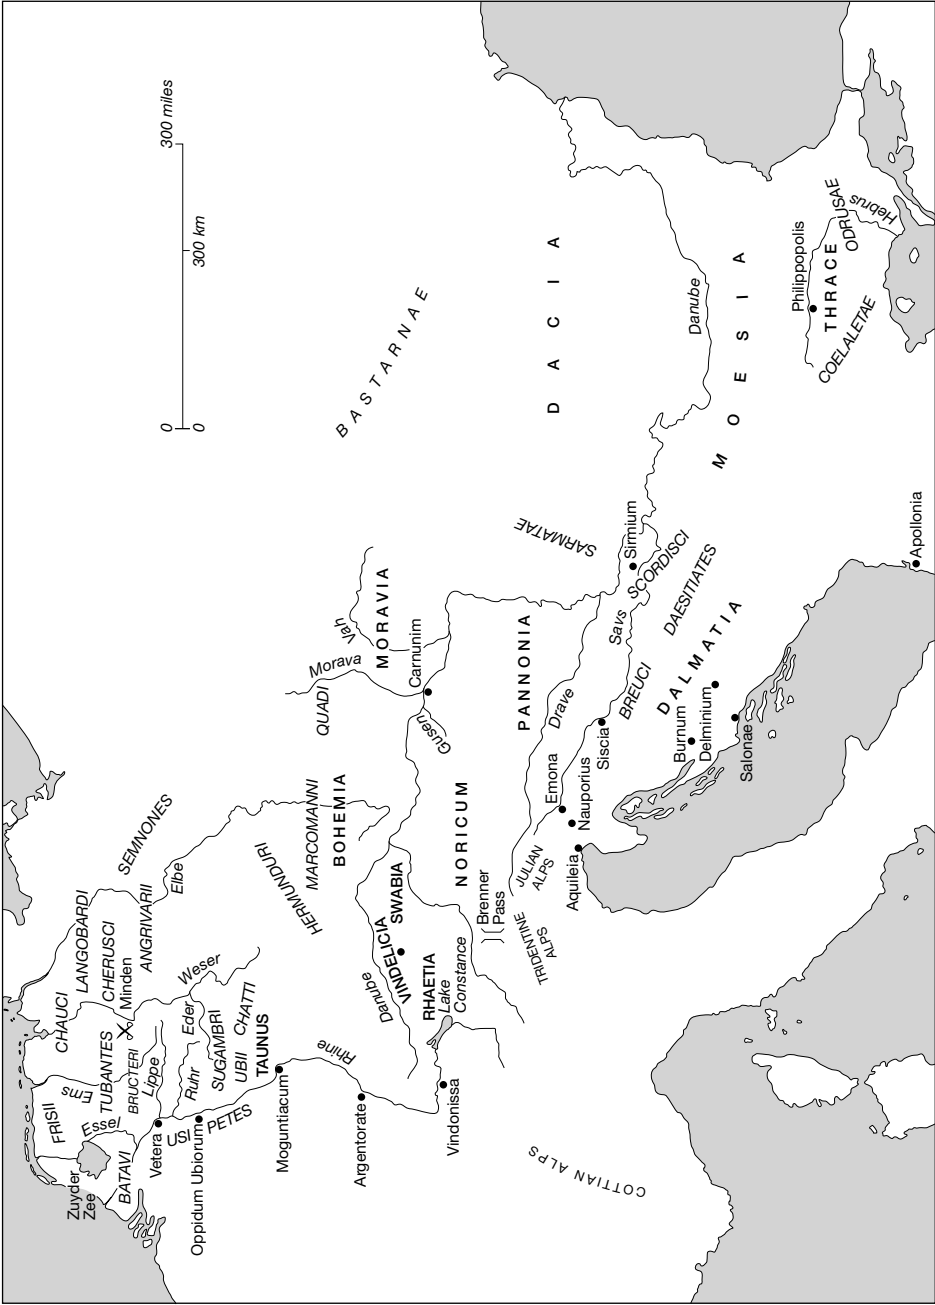 0
300 miles
0
300 km
BASTARNAE
DACIA
Danube
MOESIA
Philippopolis
THRACE
ODRUSAE
Hebrus
COELALETAE
Apollonia
SARMATAE
Sirmium
SCORDISCI
DAESITIATES
DALMATIA
Savs
BREUCI
Drave
PANNONIA
Siscia
Burnum
Delminium
Salonae
Emona
Nauporius
Aquileia
JULIAN
ALPS
TRIDENTINE
ALPS
Brenner
Pass
NORICUM
Vah
MORAVIA
Morava
Carnunim
QUADI
Gusen
MARCOMANNI
BOHEMIA
HERMUNDURI
SEMNONES
Elbe
SWABIA
VINDELICIA
Danube
RHAETIA
Lake
Constance
LANGOBARDI
CHERUSCI
Minden
ANGRIVARII
CHAUCI
Weser
TUBANTES
BRUCTERI
Lippe
Eder
Ruhr
SUGAMBRI
UBII
CHATTI
TAUNUS
Ems
FRISII
Essel
Zuyder
Zee
BATAVI
Vetera
USI PETES
Oppidum Ubiorum
Moguntiacum
Rhine
Argentorate
Vindonissa
COTTIAN ALPS